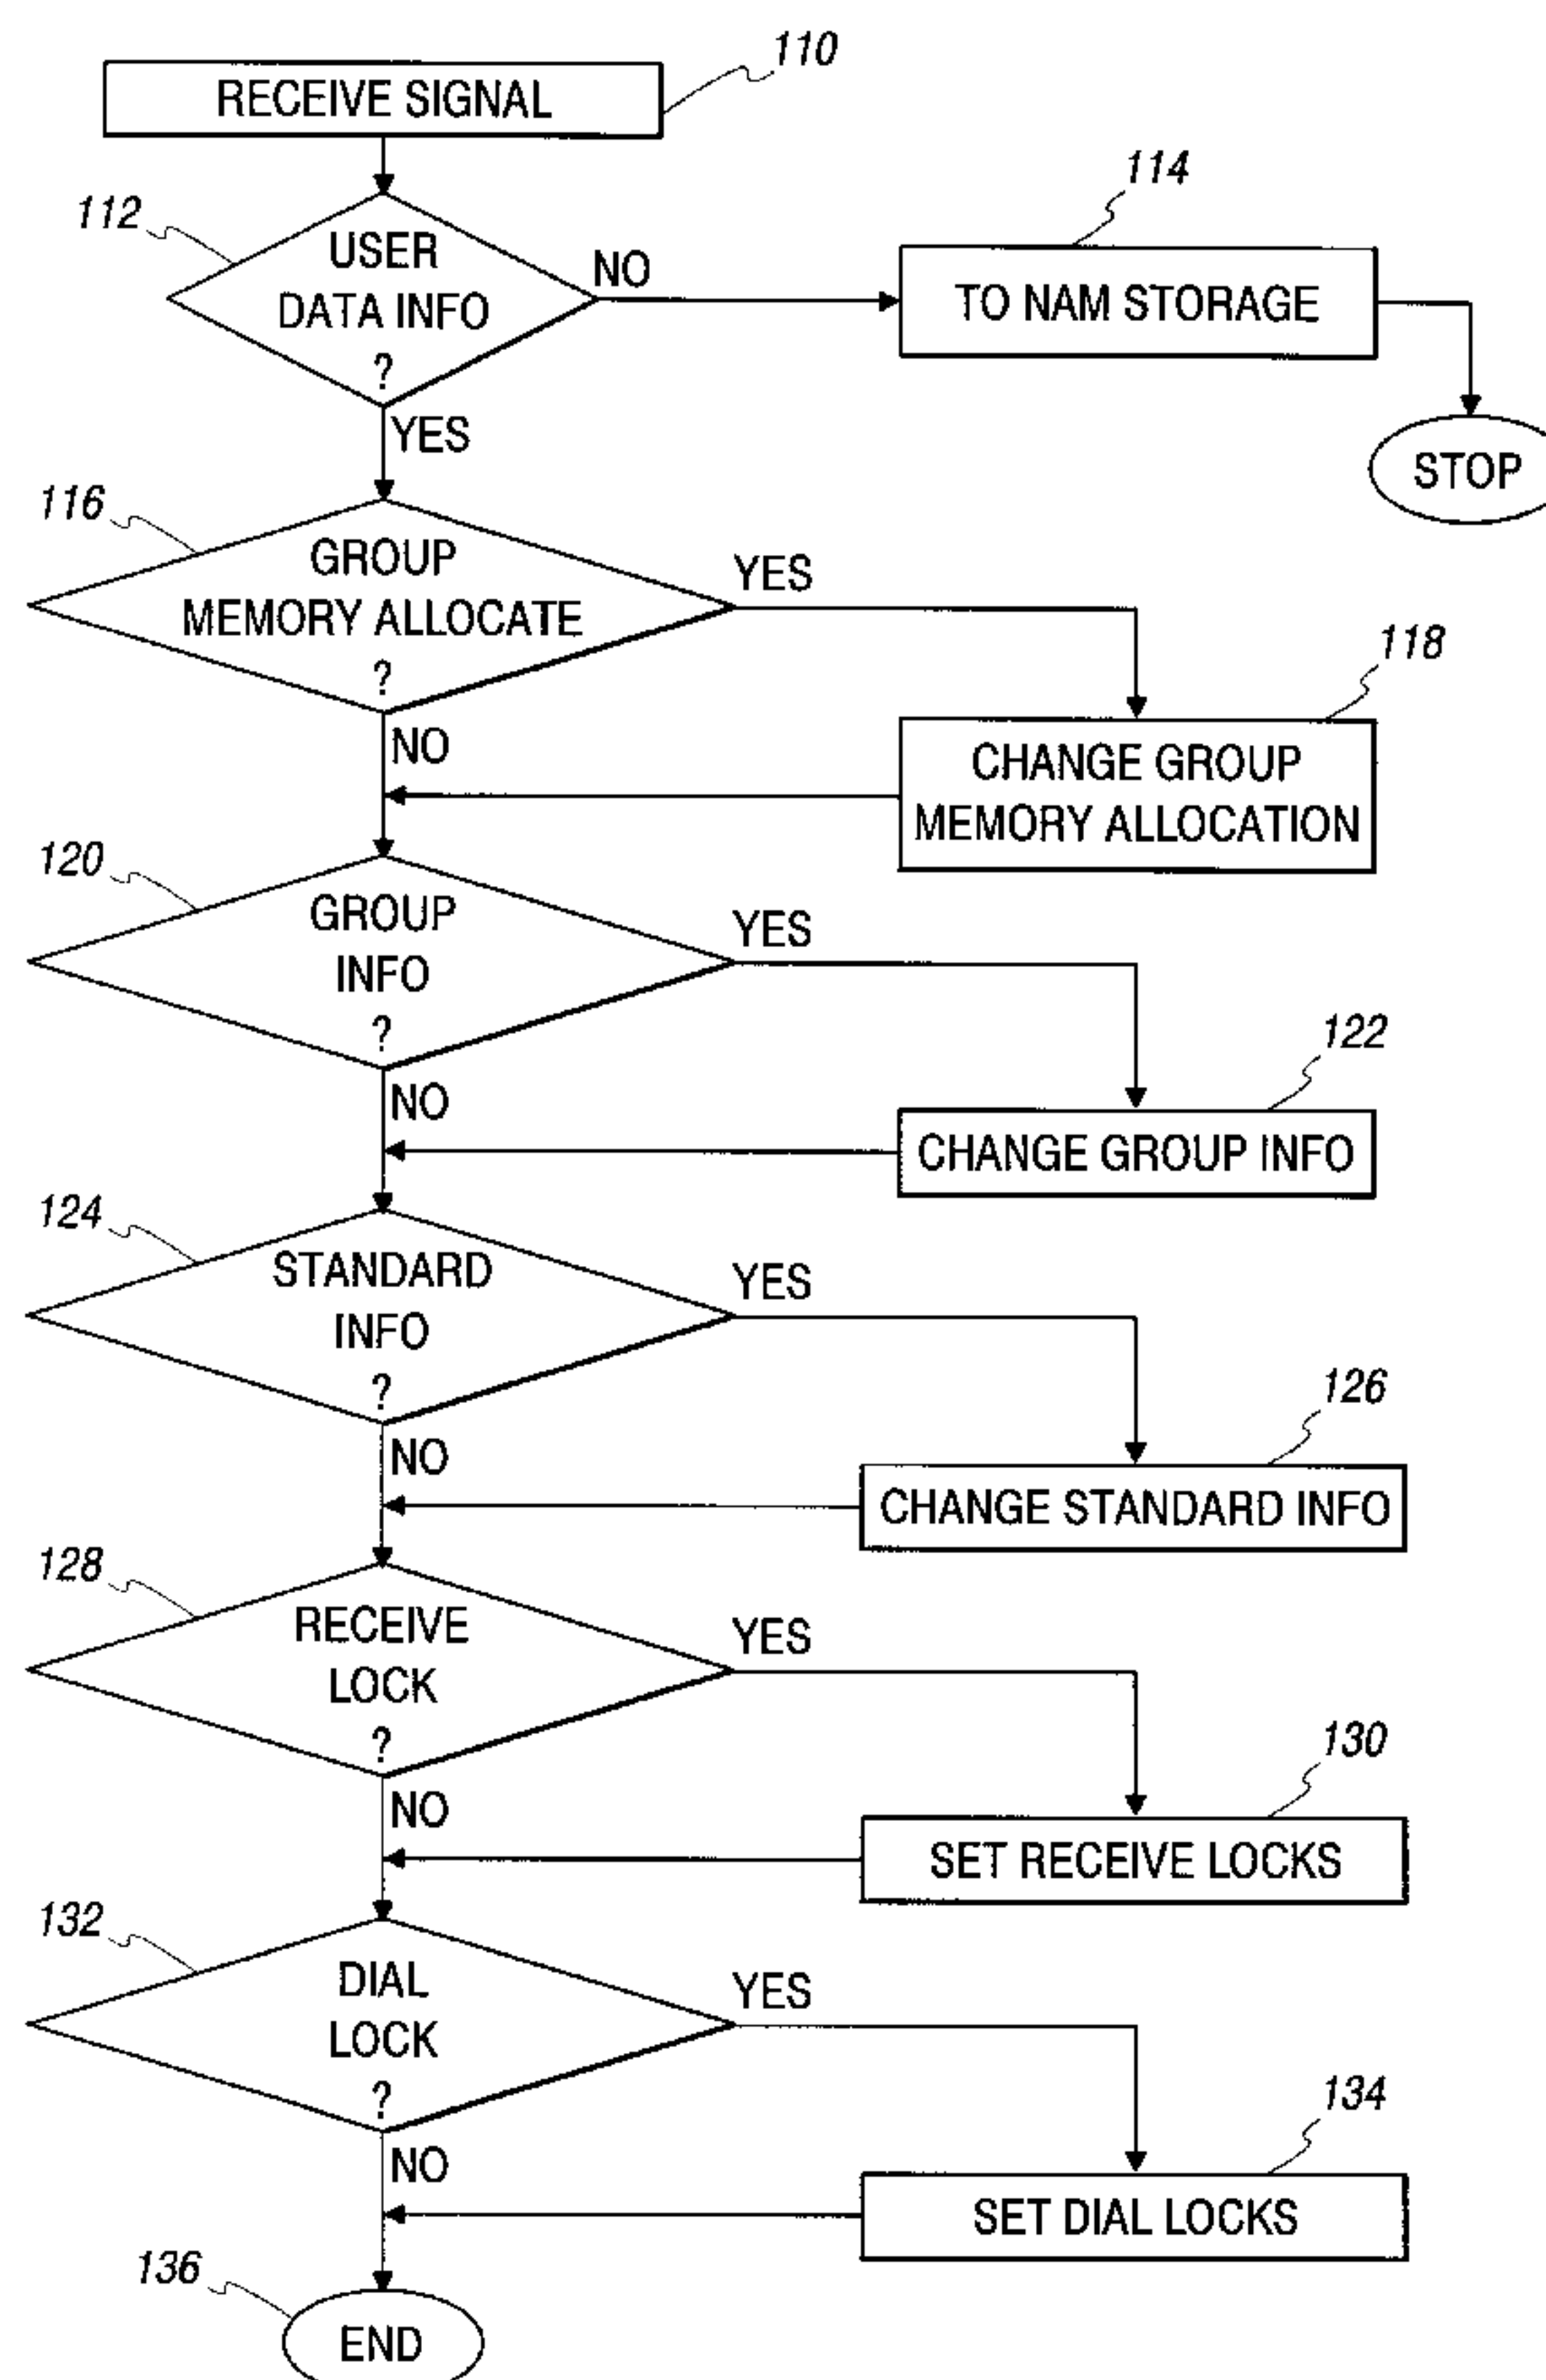 110
RECEIVE SIGNAL
112
USER
DATA INFO
?
NO
114
TO NAM STORAGE
STOP
YES
116
GROUP
MEMORY ALLOCATE
?
YES
118
CHANGE GROUP
MEMORY ALLOCATION
NO
120
GROUP
INFO
?
YES
122
CHANGE GROUP INFO
NO
124
STANDARD
INFO
?
YES
126
CHANGE STANDARD INFO
NO
128
RECEIVE
LOCK
?
YES
130
SET RECEIVE LOCKS
NO
132
DIAL
LOCK
?
YES
134
SET DIAL LOCKS
NO
136
END